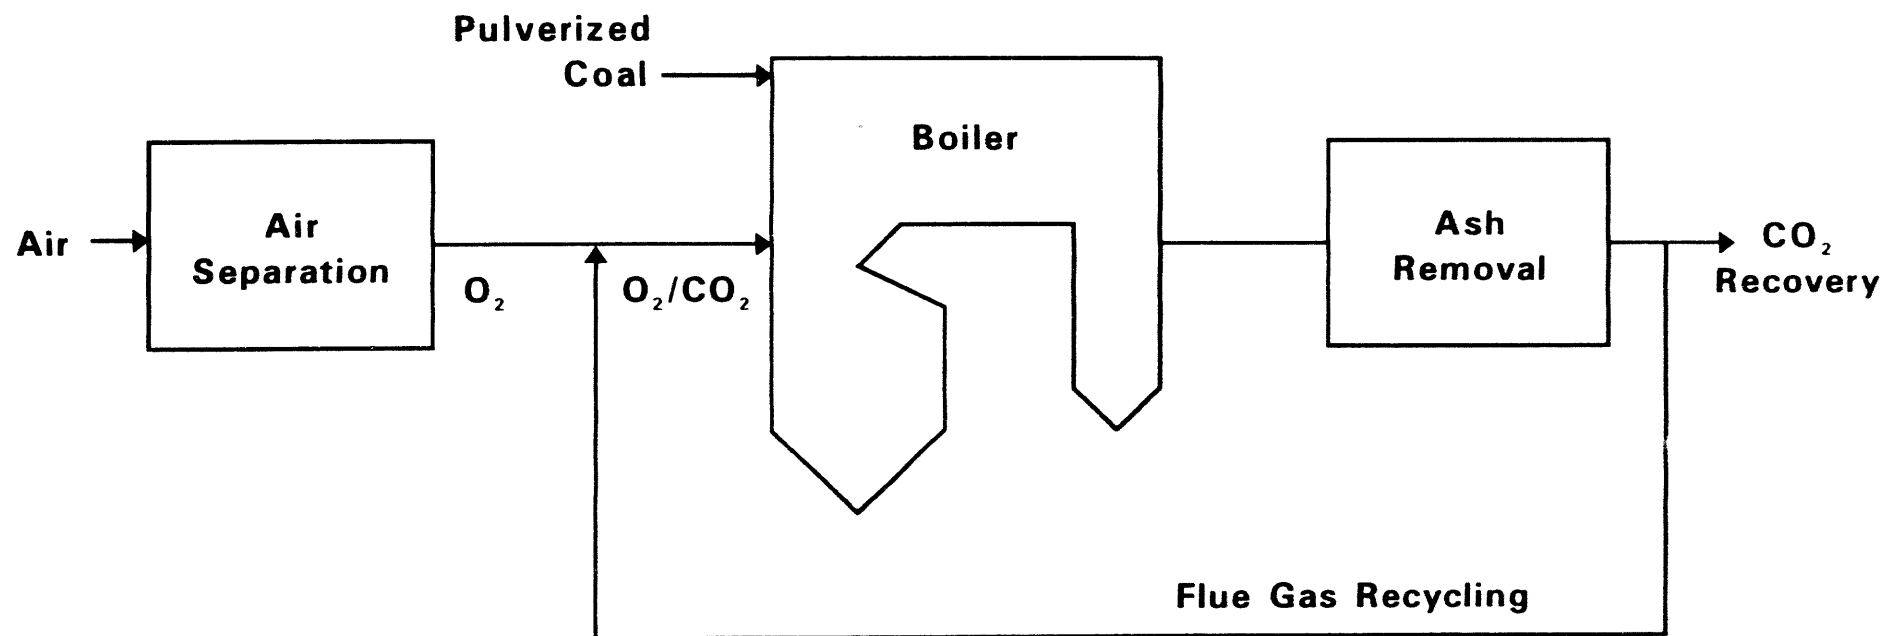 Pulverized
Coal
Boiler
Air
Air
Separation
O₂
O₂/CO₂
Ash
Removal
CO₂
Recovery
Flue Gas Recycling